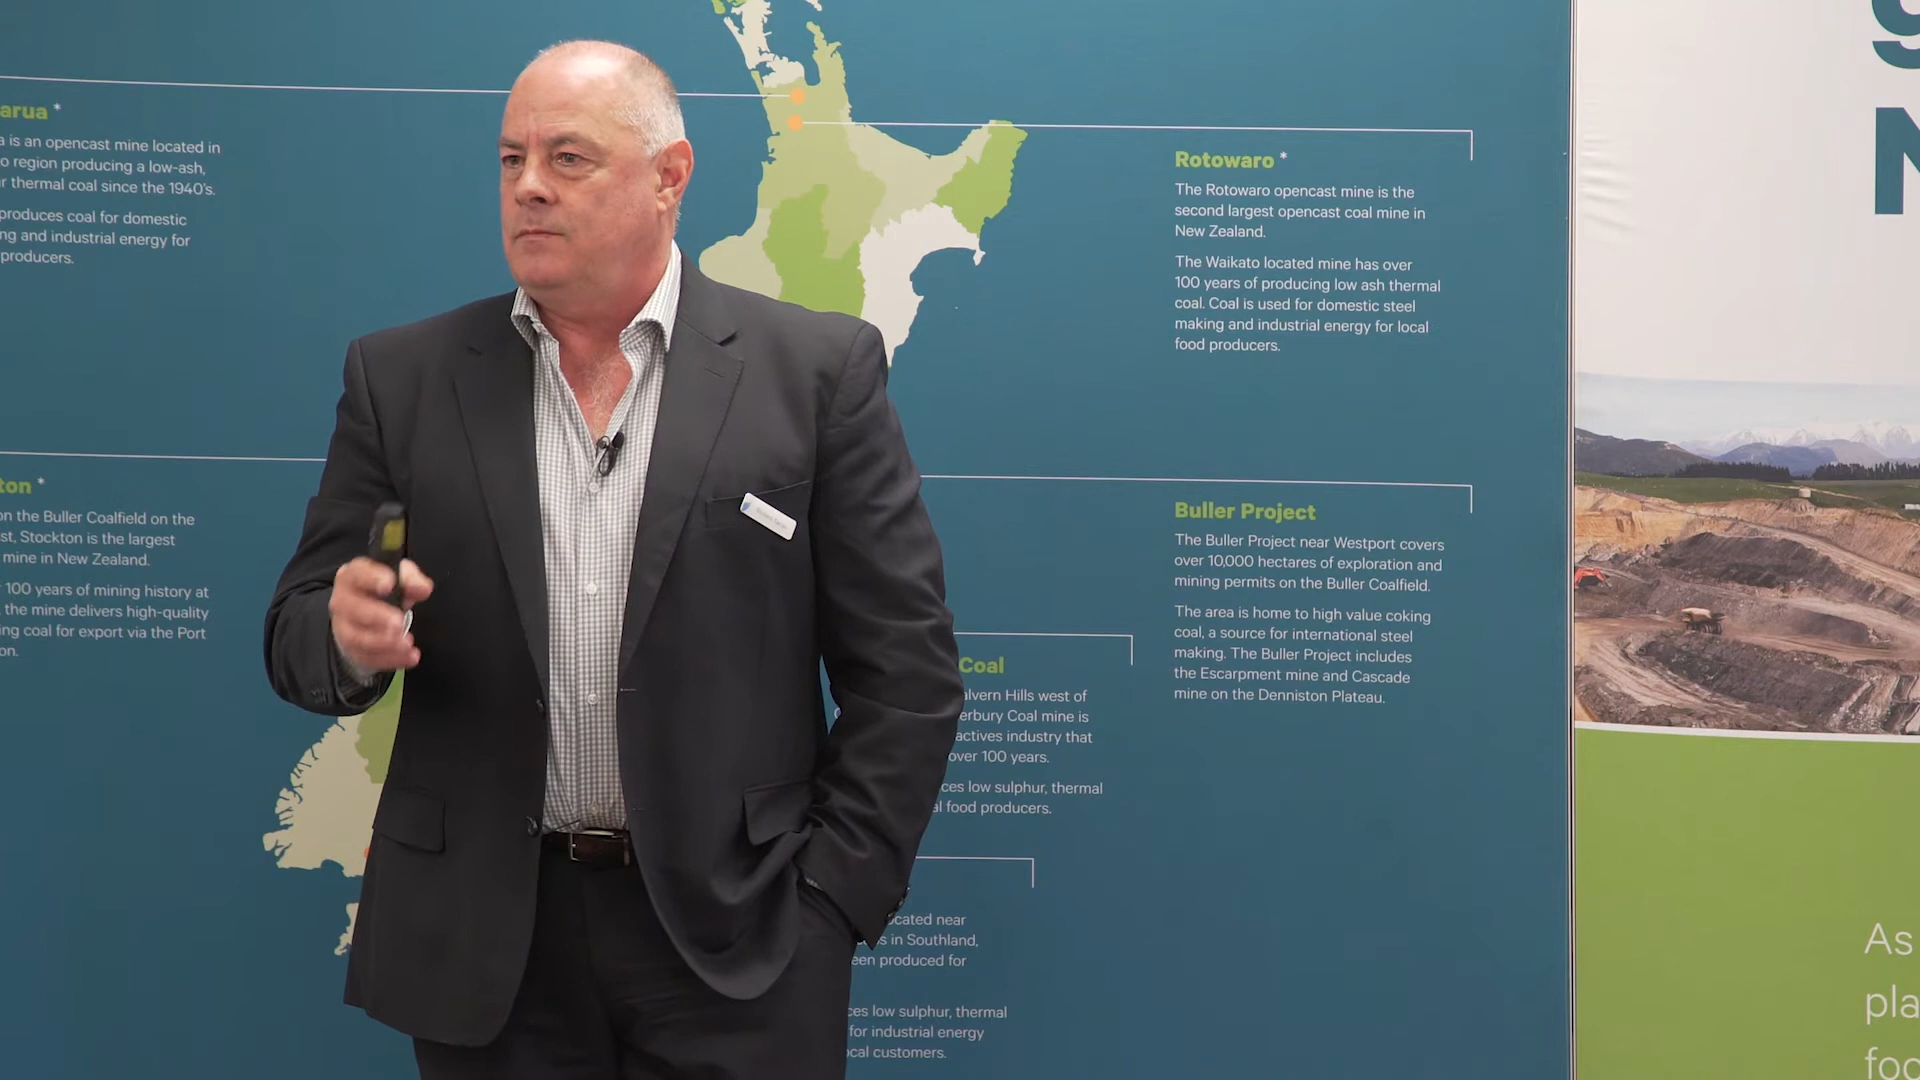 arua *
is an opencast mine located in
o region producing a low-ash,
r thermal coal since the 1940's.
produces coal for domestic
ng and industrial energy for
producers.
ton *
on the Buller Coalfield on the
st, Stockton is the largest
mine in New Zealand.
100 years of mining history at
the mine delivers high-quality
ing coal for export via the Port
on.
Rotowaro *
The Rotowaro opencast mine is the
second largest opencast coal mine in
New Zealand.
The Waikato located mine has over
100 years of producing low ash thermal
coal. Coal is used for domestic steel
making and industrial energy for local
food producers.
Buller Project
The Buller Project near Westport covers
over 10,000 hectares of exploration and
mining permits on the Buller Coalfield.
The area is home to high value coking
coal, a source for international steel
making. The Buller Project includes
the Escarpment mine and Cascade
mine on the Denniston Plateau.
Coal
alvern Hills west of
erbury Coal mine is
actives industry that
over 100 years.
ces low sulphur, thermal
al food producers.
ocated near
s in Southland,
een produced for
ces low sulphur, thermal
for industrial energy
ocal customers.
g
N
As
pla
foo